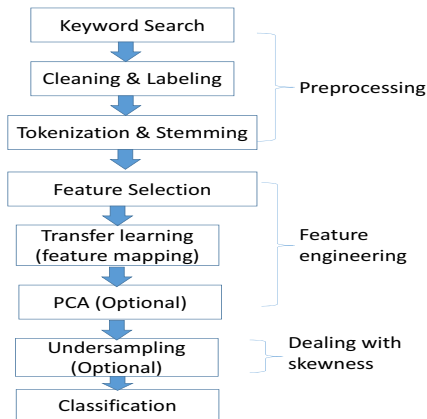 Keyword Search
Cleaning & Labeling
Preprocessing
Tokenization & Stemming
Feature Selection
Transfer learning
(feature mapping)
Feature
engineering
PCA (Optional)
Undersampling
(Optional)
Dealing with
skewness
Classification